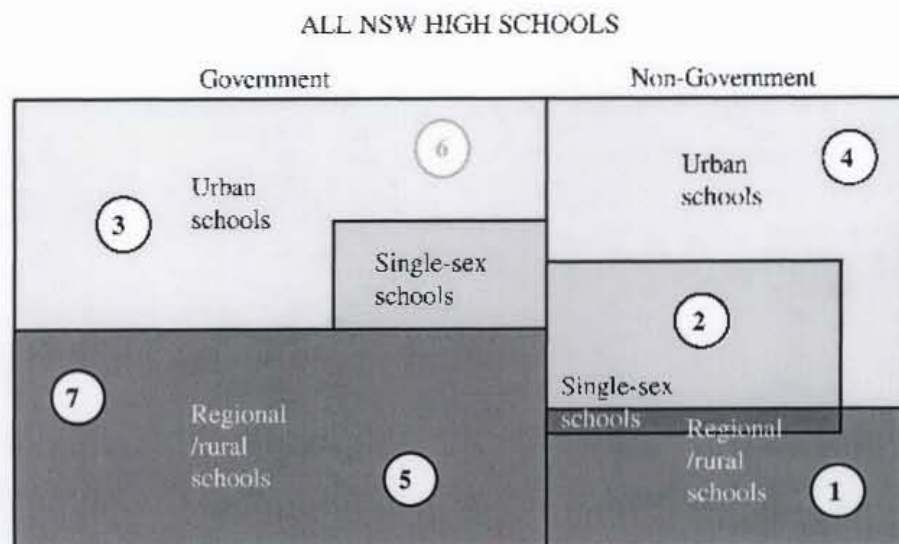 ALL NSW HIGH SCHOOLS
Government
Non-Government
6
4
Urban
schools
3
Urban
schools
Single-sex
schools
2
7
Single-sex
schools
Regional
/rural
schools
5
Regional
/rural
schools
1